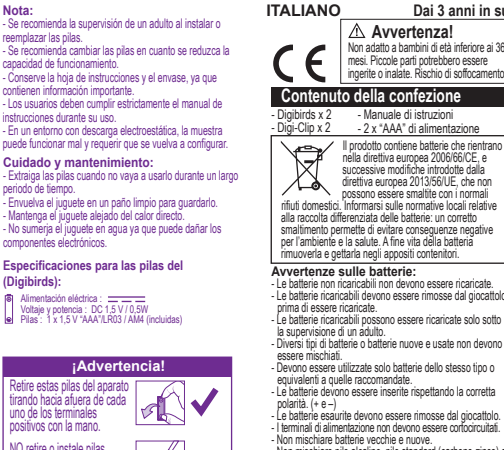 Nota:
- Se recomienda la supervisión de un adulto al instalar o
reemplazar las pilas.
- Se recomienda cambiar las pilas en cuanto se reduzca la
capacidad de funcionamiento.
- Conserve la hoja de instrucciones y el envase, ya que
contienen información importante.
- Los usuarios deben cumplir estrictamente el manual de
instrucciones durante su uso.
- En un entorno con descarga electroestática, la muestra
puede funcionar mal y requerir que se vuelva a configurar.
Cuidado y mantenimiento:
- Extraiga las pilas cuando no vaya a usarlo durante un largo
periodo de tiempo.
- Envuelva el juguete en un paño limpio para guardarlo.
- Mantenga el juguete alejado del calor directo.
- No sumerja el juguete en agua ya que puede dañar los
componentes electrónicos.
Especificaciones para las pilas del
(Digibirds):
Alimentación eléctrica :
Voltaje y potencia : DC 1,5 V / 0,5W
Pilas : 1 x 1,5 V "AAA"/LR03 / AM4 (incluidas)
¡Advertencia!
Retire estas pilas del aparato
tirando hacia afuera de cada
uno de los terminales
positivos con la mano.
NO retire o instale pilas
ITALIANO
Dai 3 anni in su
Avvertenza!
Non adatto a bambini di età inferiore ai 36
mesi. Piccole parti potrebbero essere
ingerite o inalate. Rischio di soffocamento
CE
Contenuto della confezione
- Digibirds x 2 - Manuale di istruzioni
- Digi-Clip x 2 - 2 x "AAA" di alimentazione
Il prodotto contiene batterie che rientrano
nella direttiva europea 2006/66/CE, e
successive modifiche introdotte dalla
direttiva europea 2013/56/UE, che non
possono essere smaltite con i normali
rifiuti domestici. Informarsi sulle normative locali relative
alla raccolta differenziata delle batterie: un corretto
smaltimento permette di evitare conseguenze negative
per l'ambiente e la salute. A fine vita della batteria
rimuoverla e gettarla negli appositi contenitori.
Avvertenze sulle batterie:
- Le batterie non ricaricabili non devono essere ricaricate.
- Le batterie ricaricabili devono essere rimosse dal giocattolo
prima di essere ricaricate.
- Le batterie ricaricabili possono essere ricaricate solo sotto
la supervisione di un adulto.
- Diversi tipi di batterie o batterie nuove e usate non devono
essere mischiati.
- Devono essere utilizzate solo batterie dello stesso tipo o
equivalenti a quelle raccomandate.
- Le batterie devono essere inserite rispettando la corretta
polarità. (+ e –)
- Le batterie esaurite devono essere rimosse dal giocattolo.
- I terminali di alimentazione non devono essere cortocircuitati.
- Non mischiare batterie vecchie e nuove.